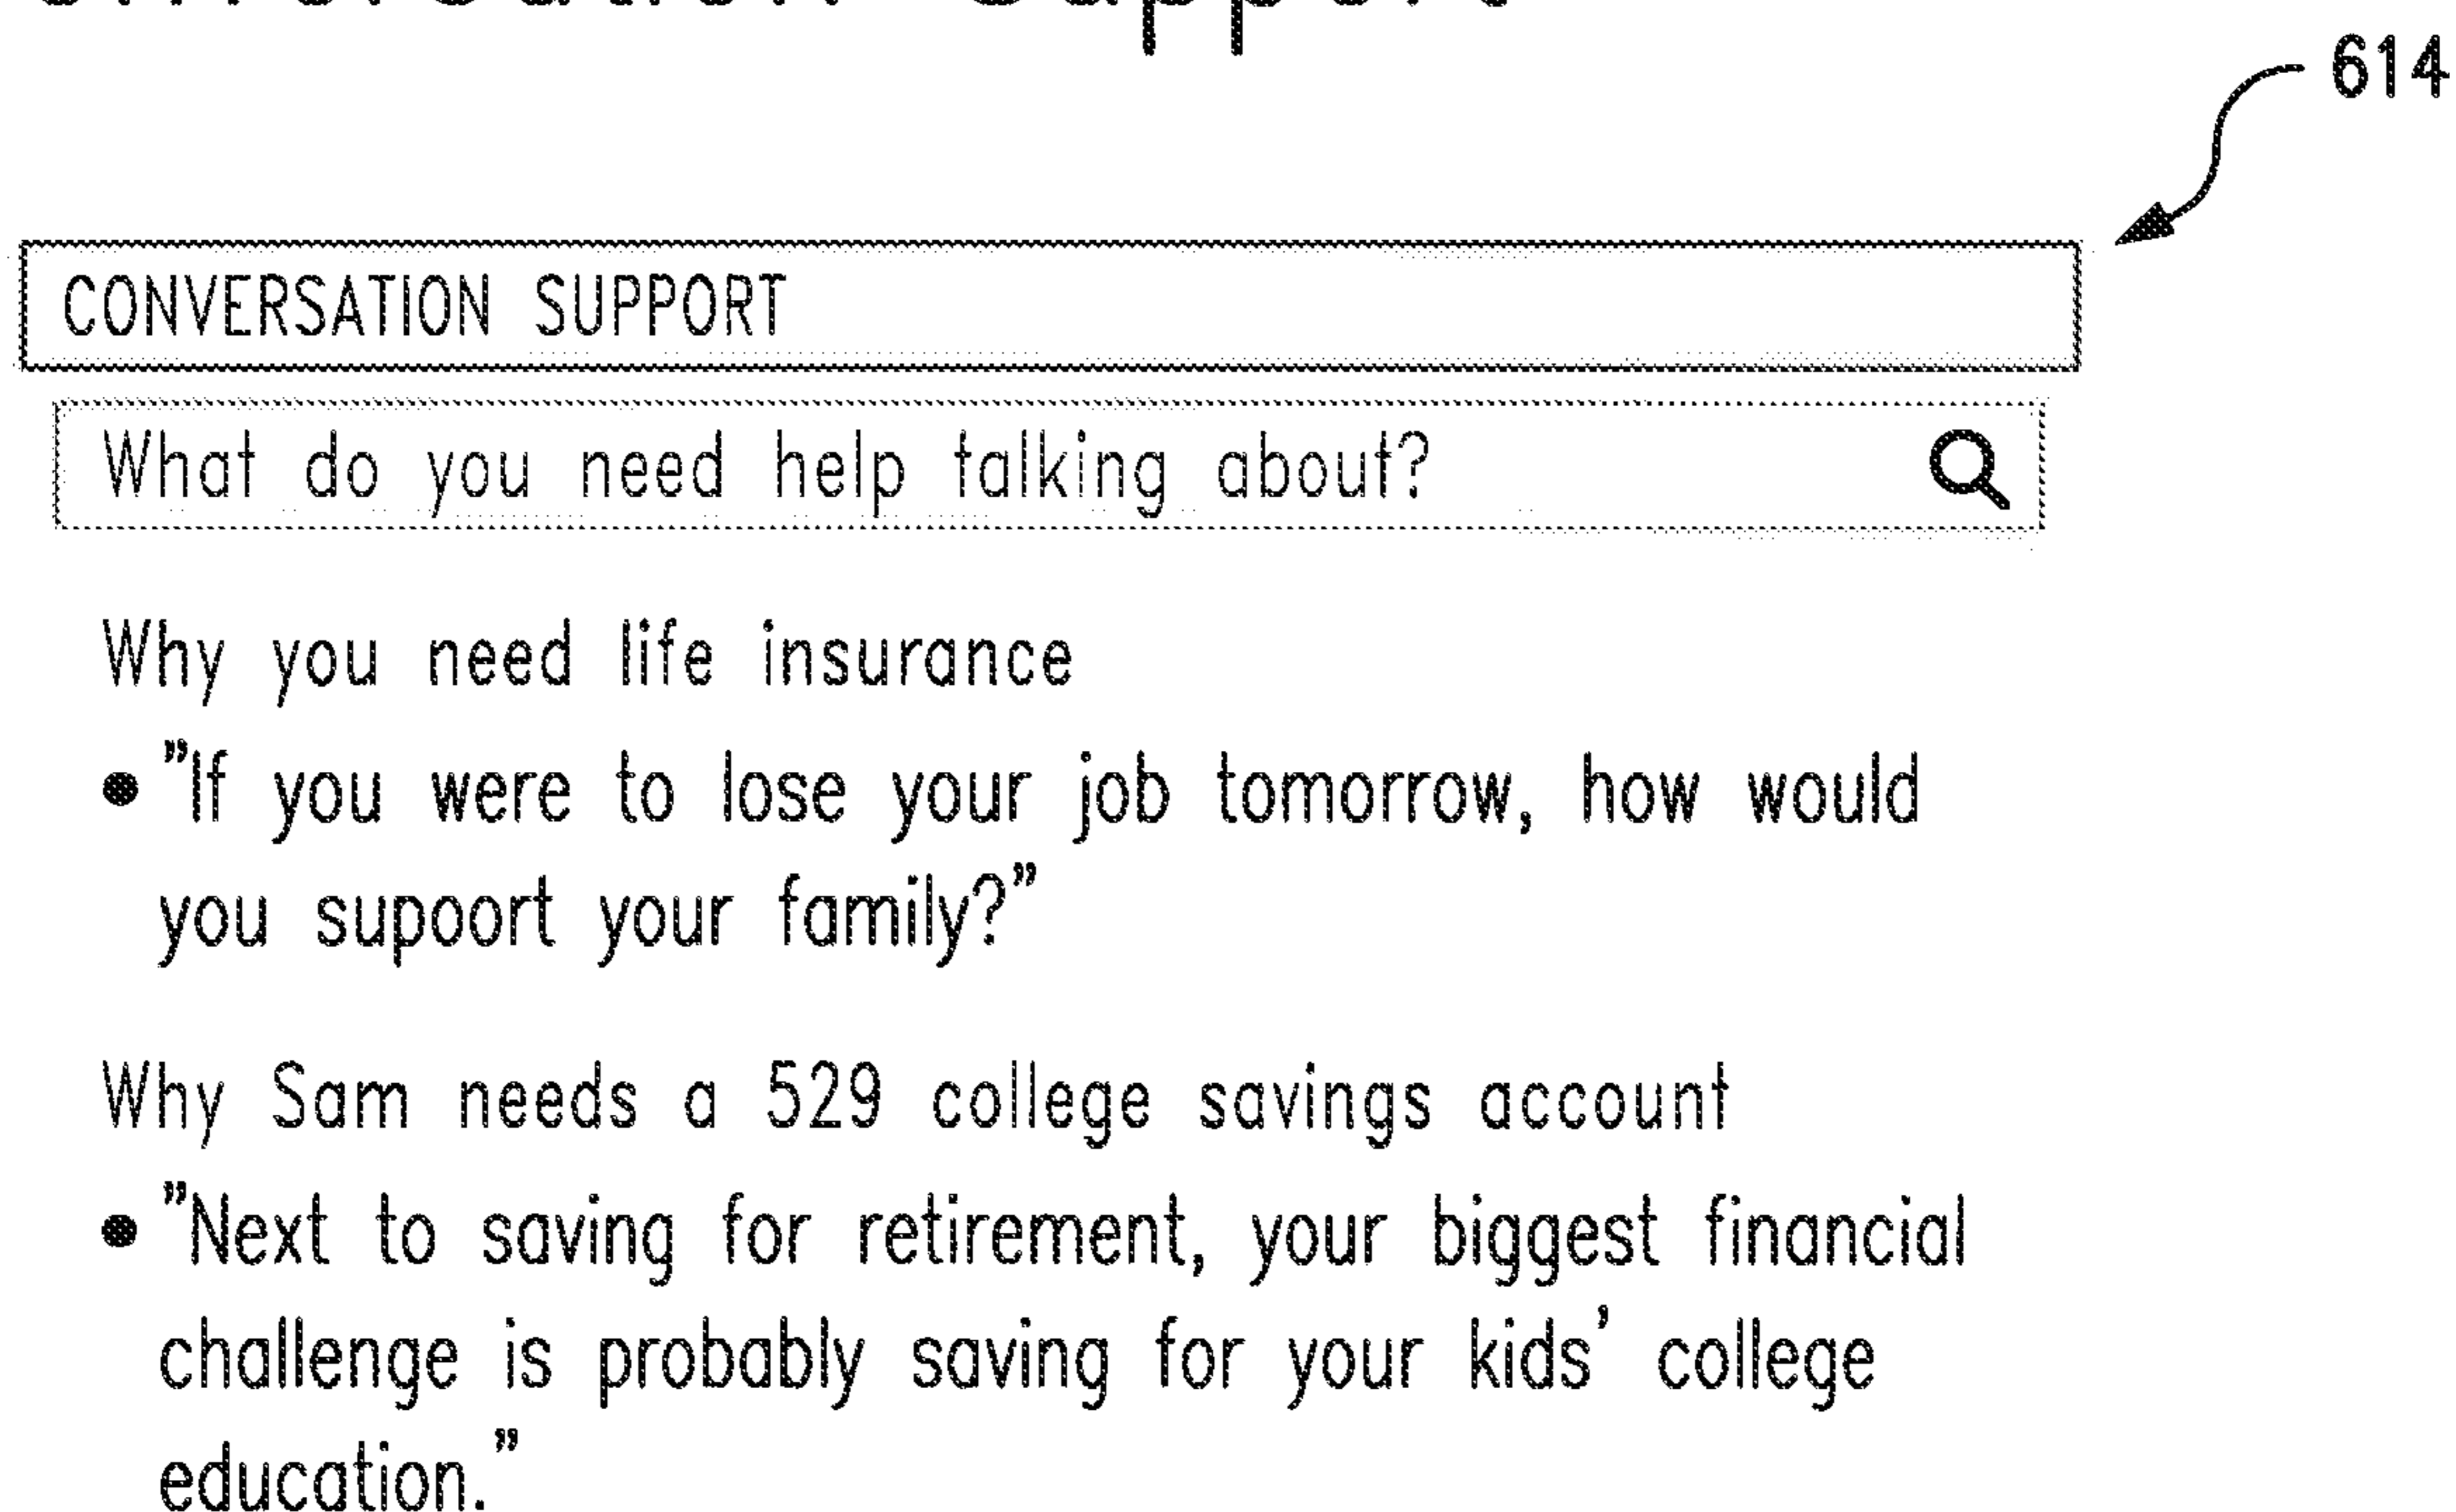 614
CONVERSATION SUPPORT
What do you need help talking about?
Why you need life insurance
• ”If you were to lose your job tomorrow, how would
you supoort your family?”
Why Sam needs a 529 college savings account
• ”Next to saving for retirement, your biggest financial
challenge is probably saving for your kids’ college
education.”